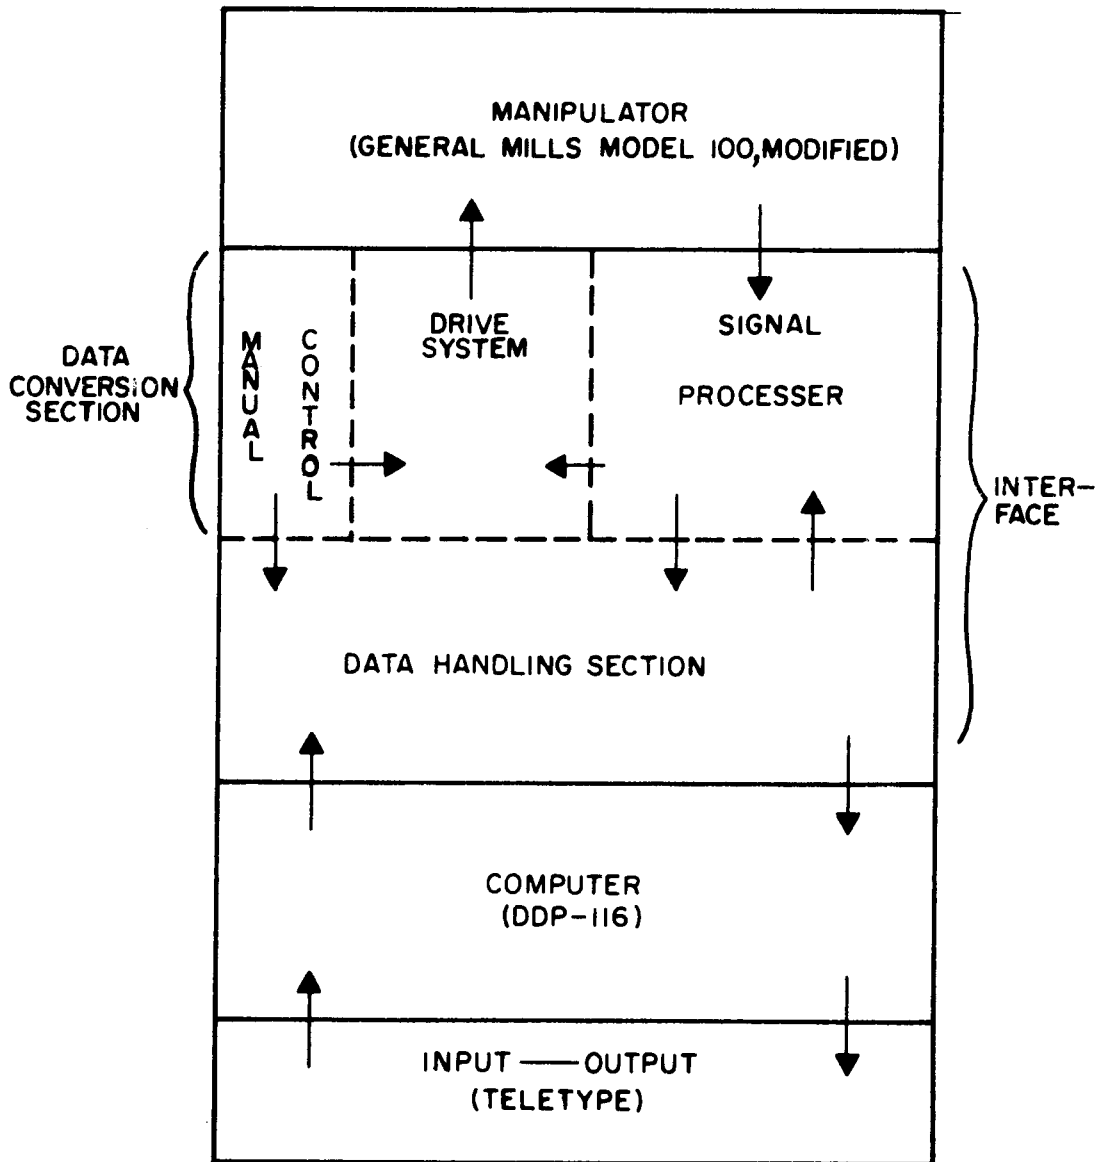 MANIPULATOR
(GENERAL MILLS MODEL 100,MODIFIED)
DATA
CONVERSION
SECTION
MANUAL
CONTROL
DRIVE
SYSTEM
SIGNAL
PROCESSER
INTER-
FACE
DATA HANDLING SECTION
COMPUTER
(DDP-116)
INPUT — OUTPUT
(TELETYPE)